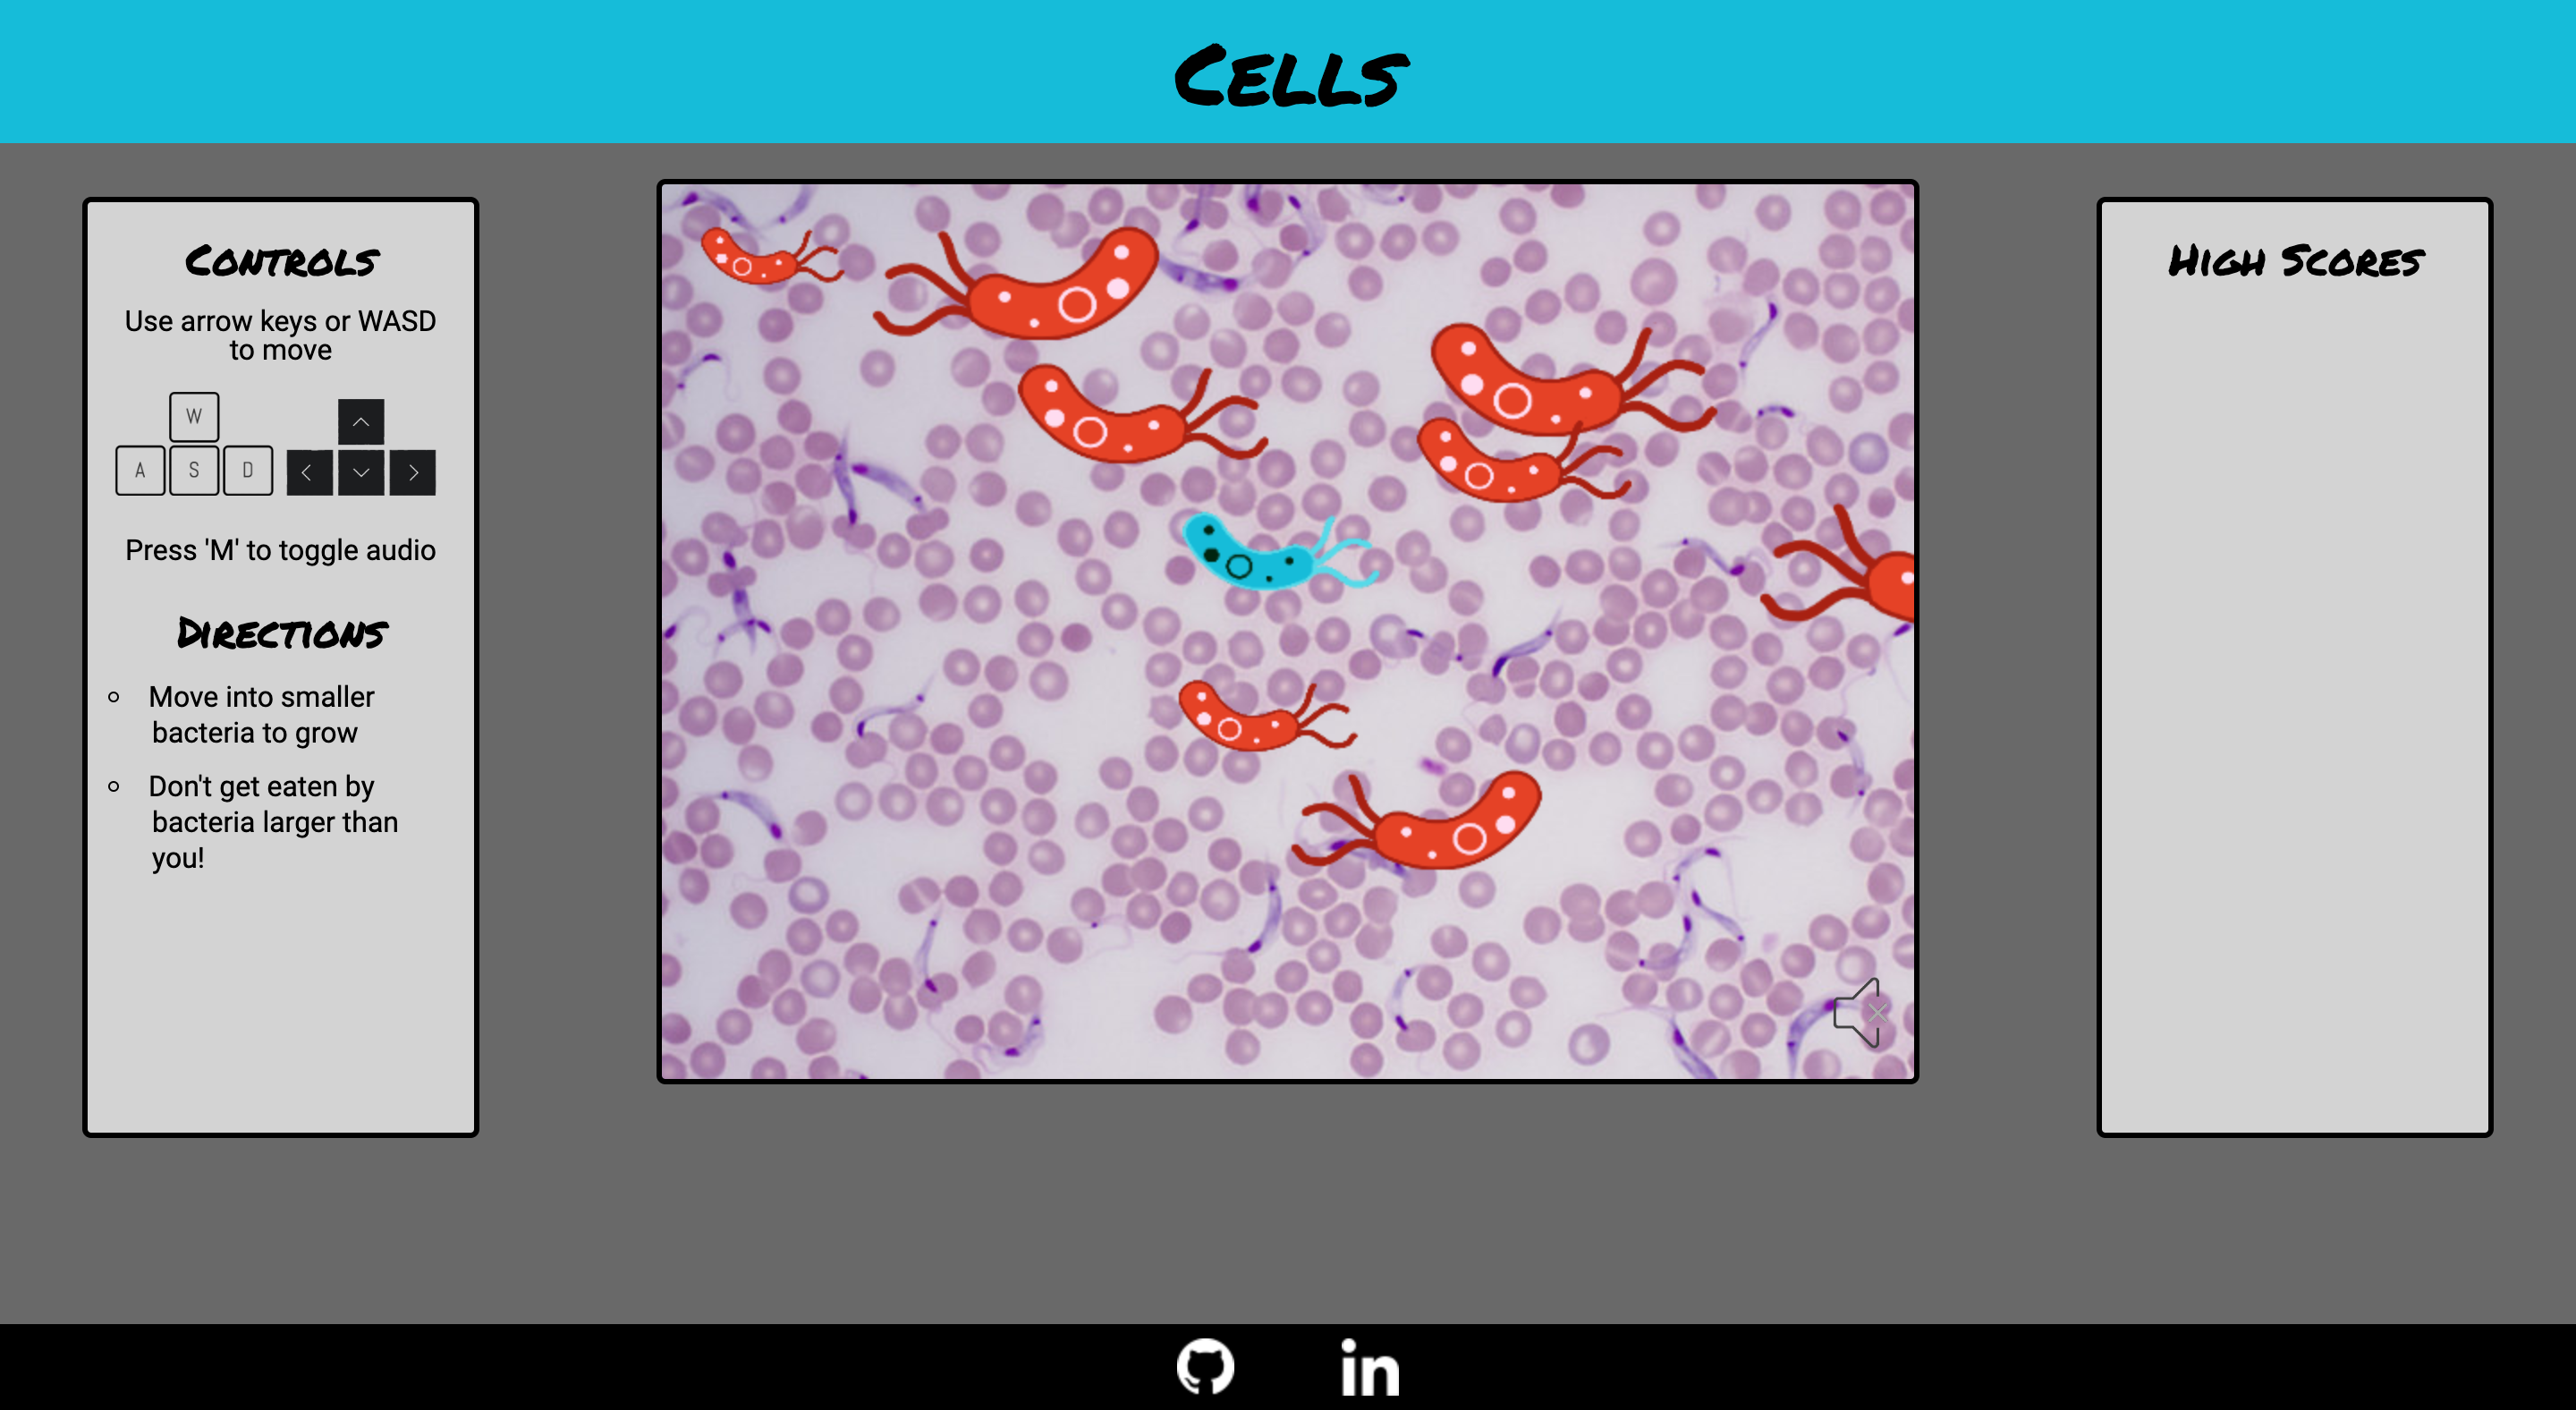 Cells
Controls
Use arrow keys or WASD
to move
W
A S D
Press 'M' to toggle audio
Directions
Move into smaller
bacteria to grow
Don't get eaten by
bacteria larger than
you!
High Scores
in